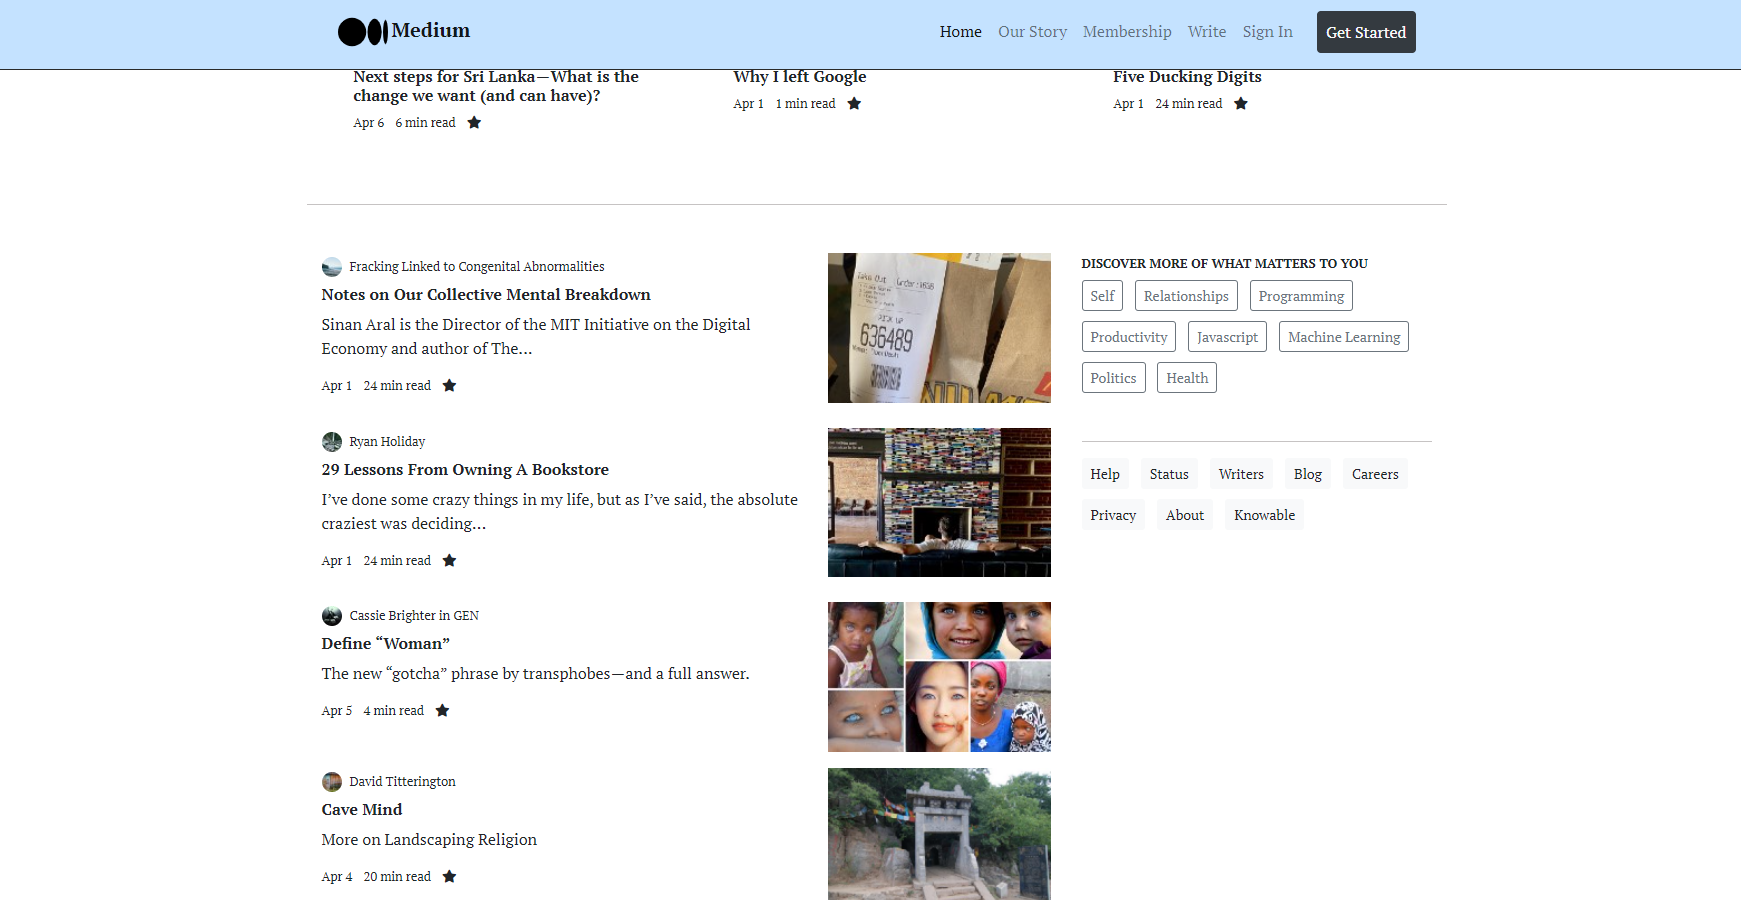 Medium
Home Our Story Membership Write Sign In Get Started
Next steps for Sri Lanka—What is the
change we want (and can have)?
Apr 6 6 min read
Why I left Google
Apr 1 1 min read
Five Ducking Digits
Apr 1 24 min read
Fracking Linked to Congenital Abnormalities
Notes on Our Collective Mental Breakdown
Sinan Aral is the Director of the MIT Initiative on the Digital
Economy and author of The…
Apr 1 24 min read
Take Out
636489
Ryan Holiday
29 Lessons From Owning A Bookstore
I’ve done some crazy things in my life, but as I’ve said, the absolute
craziest was deciding…
Apr 1 24 min read
Cassie Brighter in GEN
Define “Woman”
The new “gotcha” phrase by transphobes—and a full answer.
Apr 5 4 min read
David Titterington
Cave Mind
More on Landscaping Religion
Apr 4 20 min read
DISCOVER MORE OF WHAT MATTERS TO YOU
Self Relationships Programming
Productivity Javascript Machine Learning
Politics Health
Help Status Writers Blog Careers
Privacy About Knowable